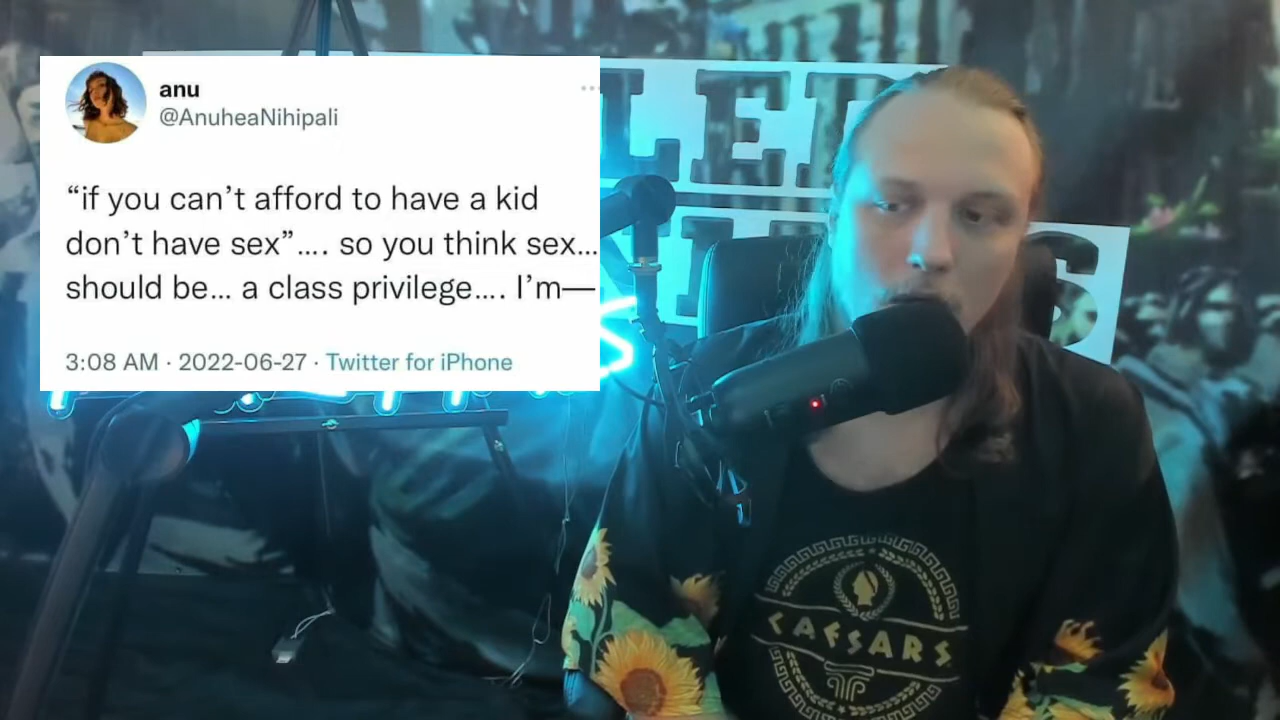 anu
@AnuheaNihipali
“if you can’t afford to have a kid
don’t have sex”.... so you think sex...
should be... a class privilege.... I’m—
3:08 AM · 2022-06-27 · Twitter for iPhone
CAESARS